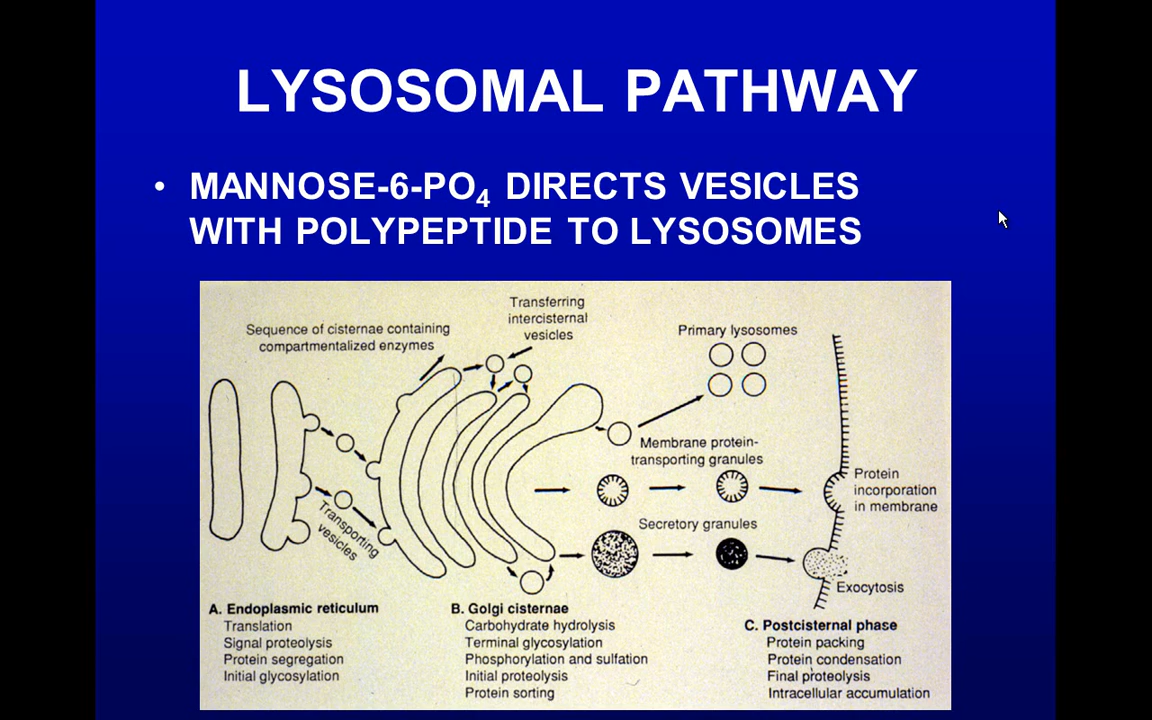 LYSOSOMAL PATHWAY
• MANNOSE-6-PO4 DIRECTS VESICLES
WITH POLYPEPTIDE TO LYSOSOMES
Transferring
intercisternal
vesicles
Sequence of cisternae containing
compartmentalized enzymes
Primary lysosomes
Membrane protein-
transporting granules
Protein
incorporation
in membrane
Transporting
vesicles
Secretory granules
Exocytosis
A. Endoplasmic reticulum
Translation
Signal proteolysis
Protein segregation
Initial glycosylation
B. Golgi cisternae
Carbohydrate hydrolysis
Terminal glycosylation
Phosphorylation and sulfation
Initial proteolysis
Protein sorting
C. Postcisternal phase
Protein packing
Protein condensation
Final proteolysis
Intracellular accumulation